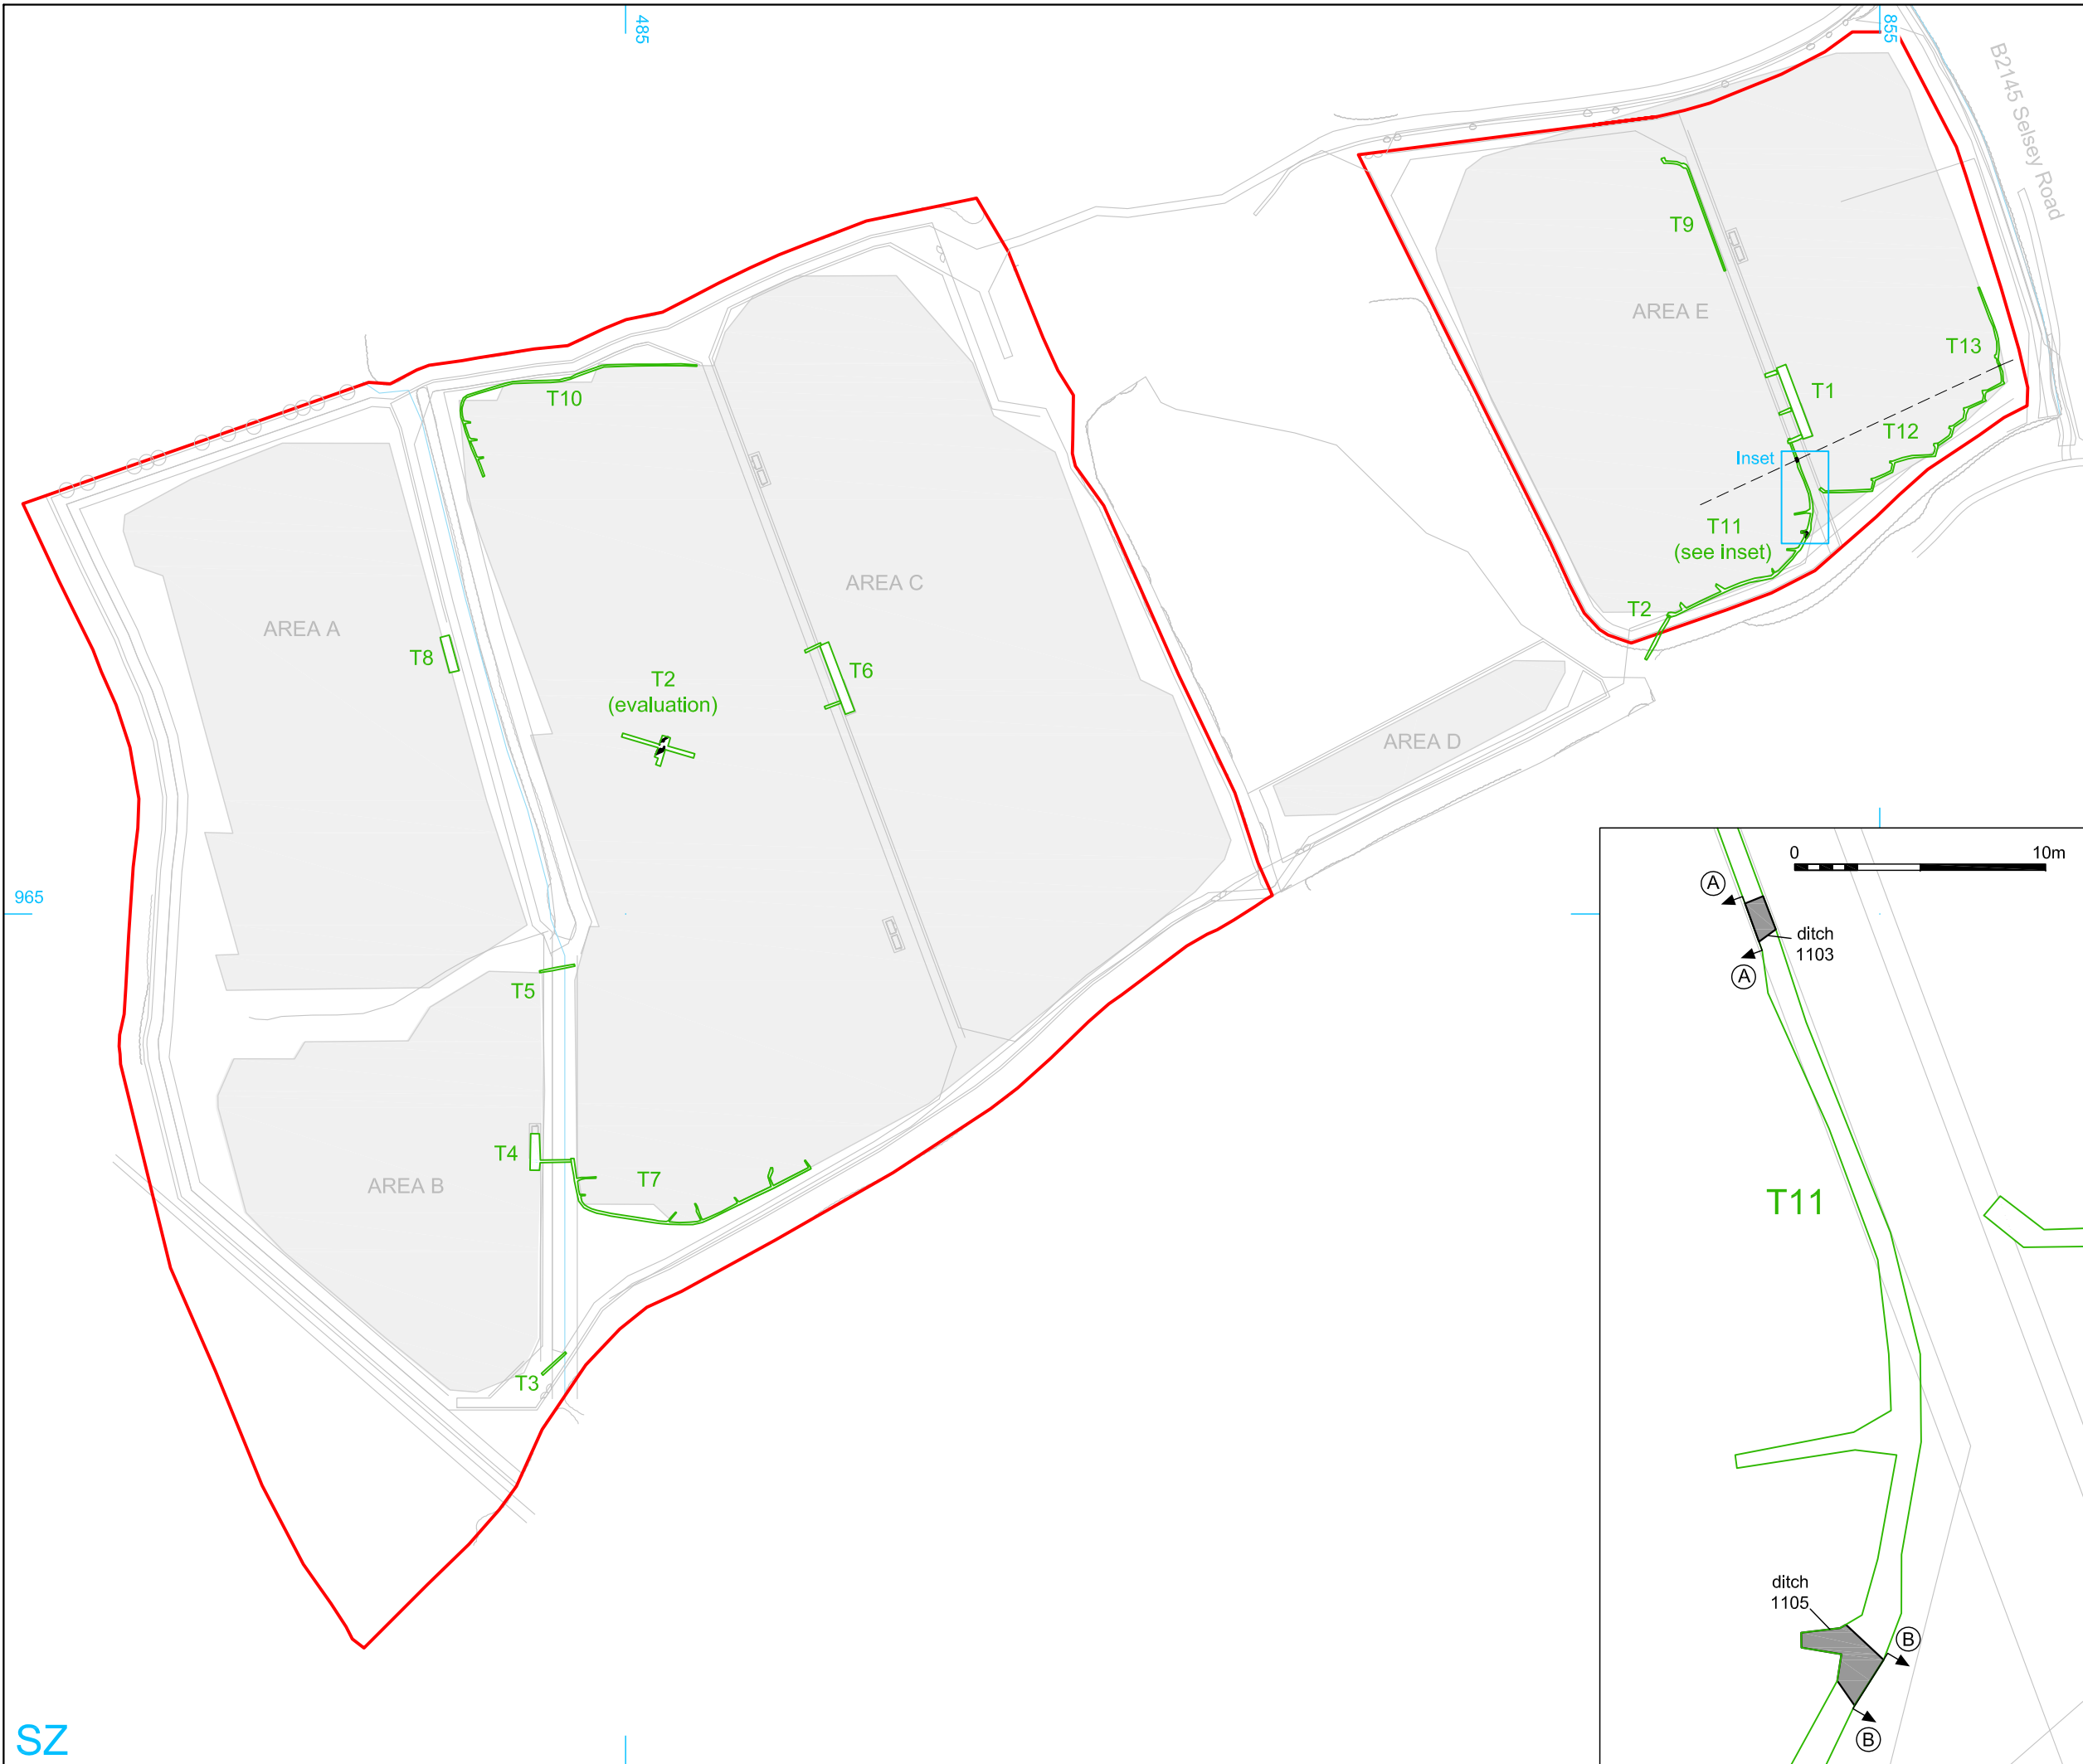 485
855
B2145 Selsey Road
T9
AREA E
T13
T10
T1
T12
Inset
T11
(see inset)
AREA C
AREA A
T2
T8
T6
T2
(evaluation)
AREA D
0 10m
965
A
ditch
1103
A
T5
T4
T7
AREA B
T11
T3
ditch
1105
B
B
SZ